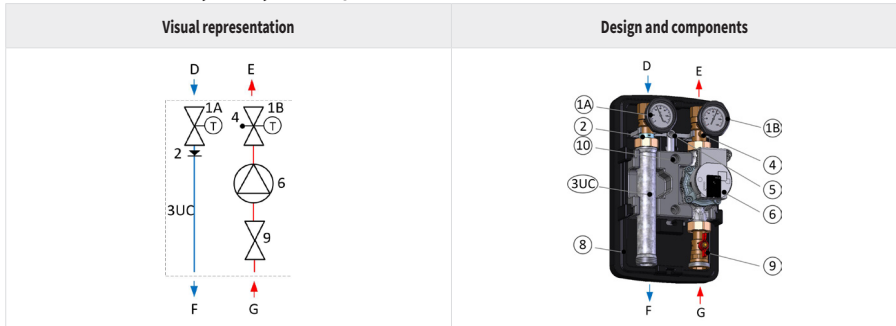 Visual representation
Design and components
D E
1A 1B
4 T T
2
6
3UC
9
F G
D E
1A
1B
2
10
4
5
3UC
6
8
9
F G